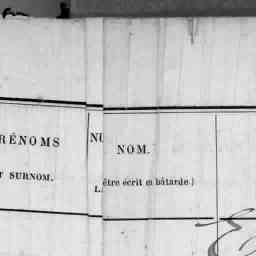 RÉNOMS
T SURNOM.
NU
L.
NOM.
être écrit en bâtarde.)